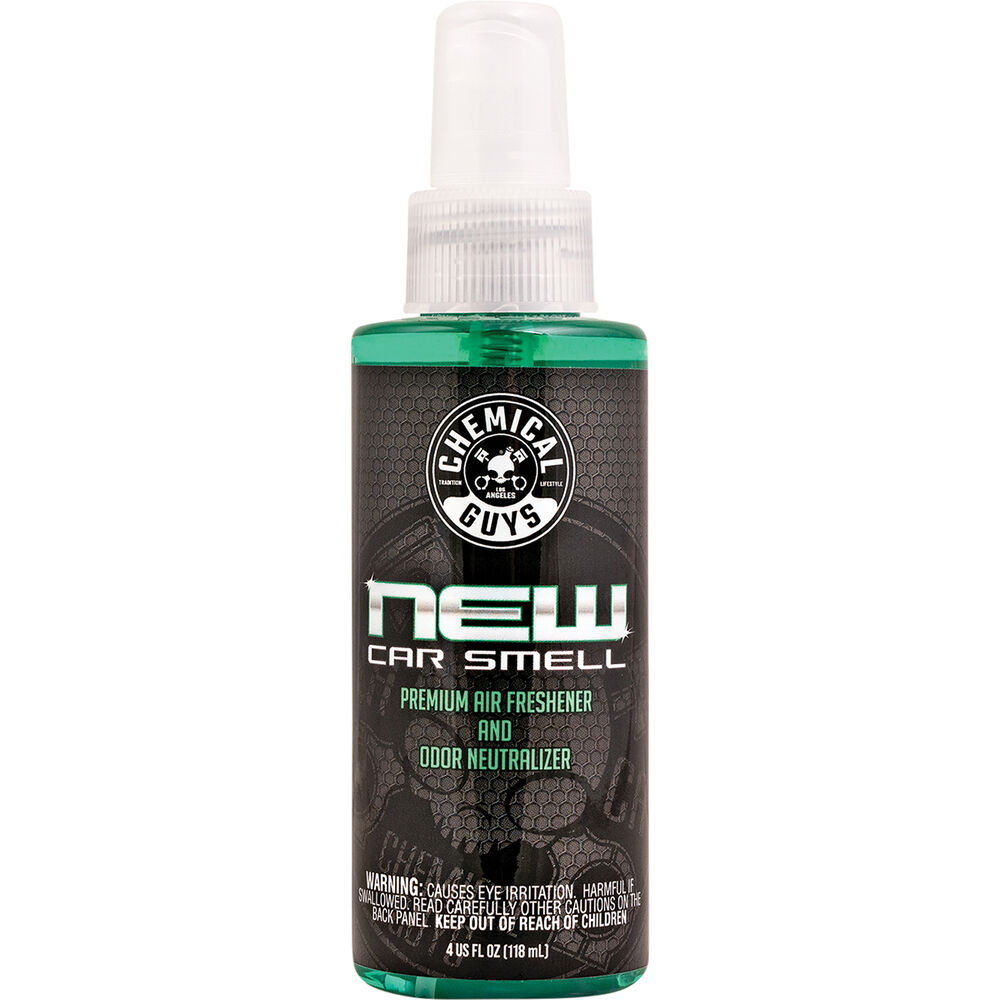 CHEMICAL
TRADITION
LIFESTYLE
LOS
ANGELES
GUYS
NEW
CAR SMELL
PREMIUM AIR FRESHENER
AND
ODOR NEUTRALIZER
WARNING: CAUSES EYE IRRITATION. HARMFUL IF
SWALLOWED. READ CAREFULLY OTHER CAUTIONS ON THE
BACK PANEL. KEEP OUT OF REACH OF CHILDREN
4 US FL OZ (118 mL)